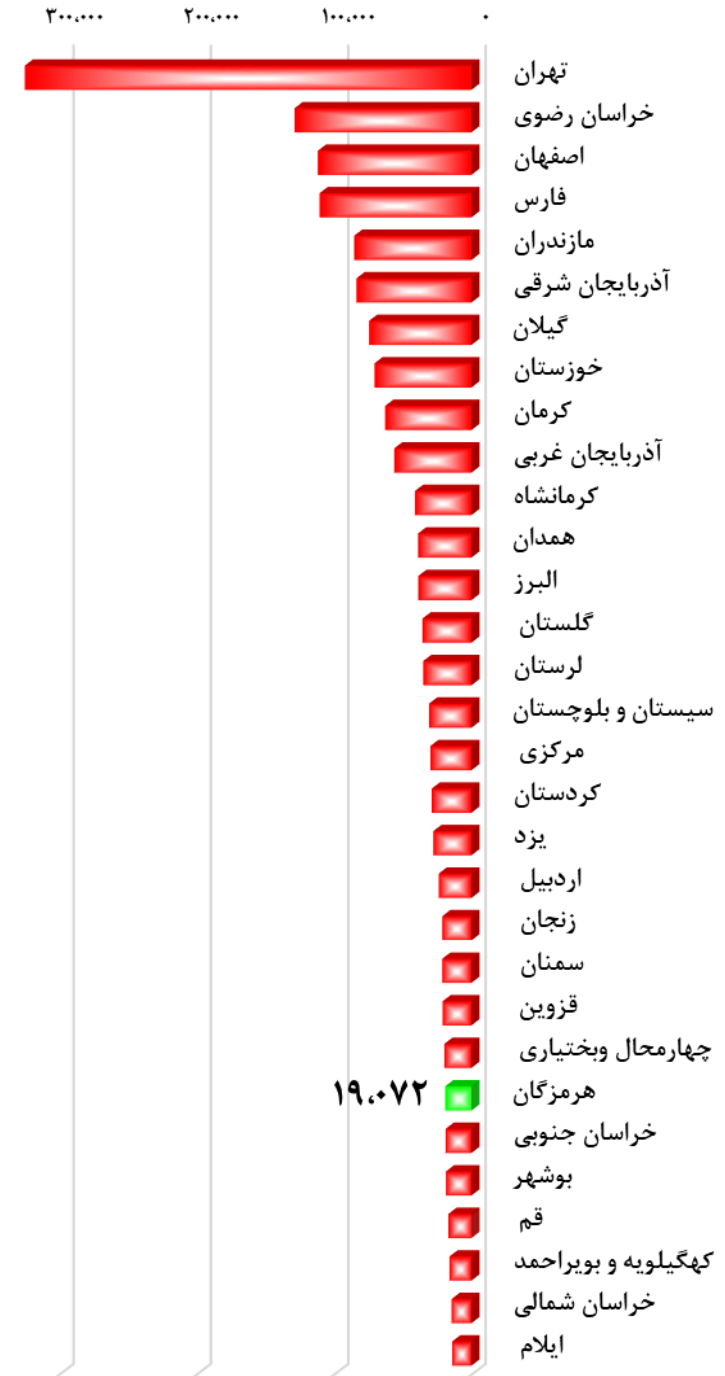 ۳۰۰,۰۰۰ ۲۰۰,۰۰۰ ۱۰۰,۰۰۰ ۰
تهران
خراسان رضوی
اصفهان
فارس
مازندران
آذربایجان شرقی
گیلان
خوزستان
کرمان
آذربایجان غربی
کرمانشاه
همدان
البرز
گلستان
لرستان
سیستان و بلوچستان
مرکزی
کردستان
یزد
اردبیل
زنجان
سمنان
قزوین
چهارمحال وبختیاری
هرمزگان ۱۹,۰۷۲
خراسان جنوبی
بوشهر
قم
کهگیلویه و بویراحمد
خراسان شمالی
ایلام